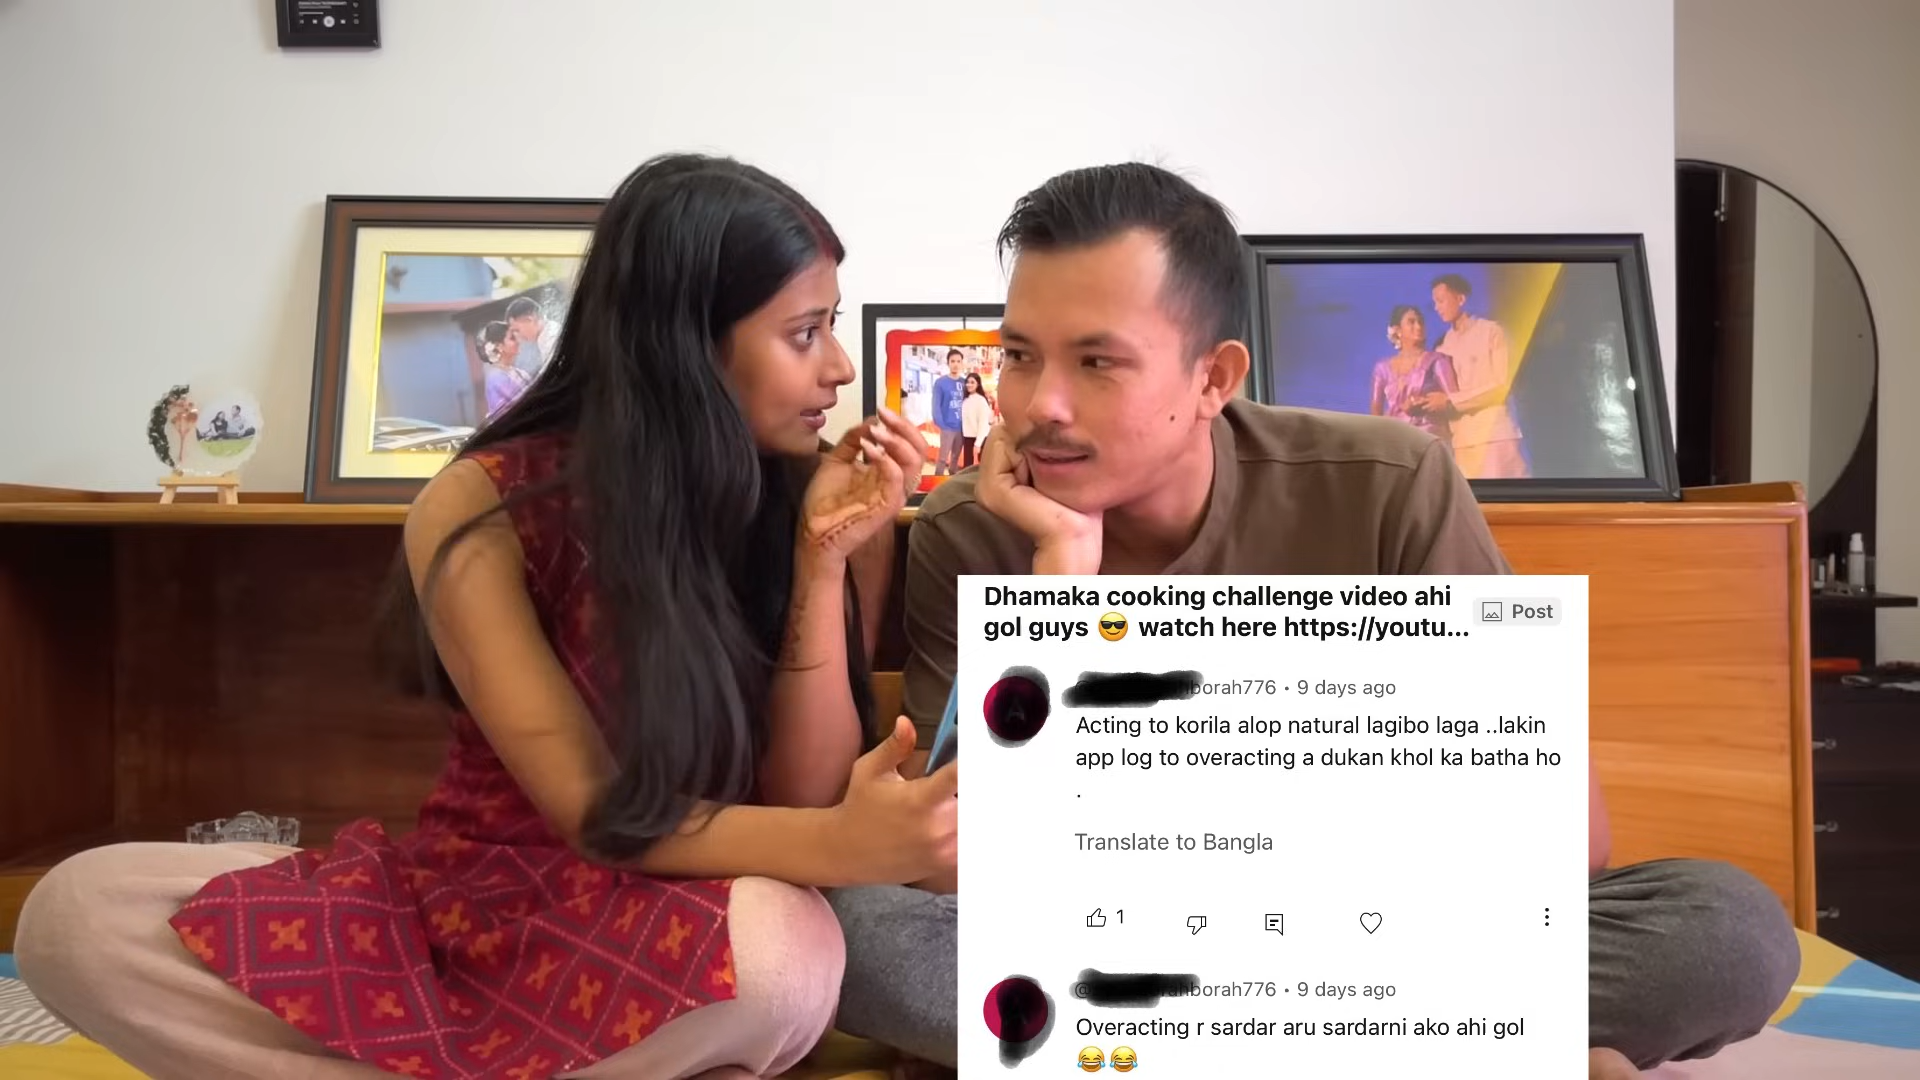 Dhamaka cooking challenge video ahi
gol guys 😎 watch here https://youtu...
Post
borah776 • 9 days ago
Acting to korila alop natural lagibo laga ..lakin
app log to overacting a dukan khol ka batha ho
.
Translate to Bangla
1
@ahborah776 • 9 days ago
Overacting r sardar aru sardarni ako ahi gol
😂😂